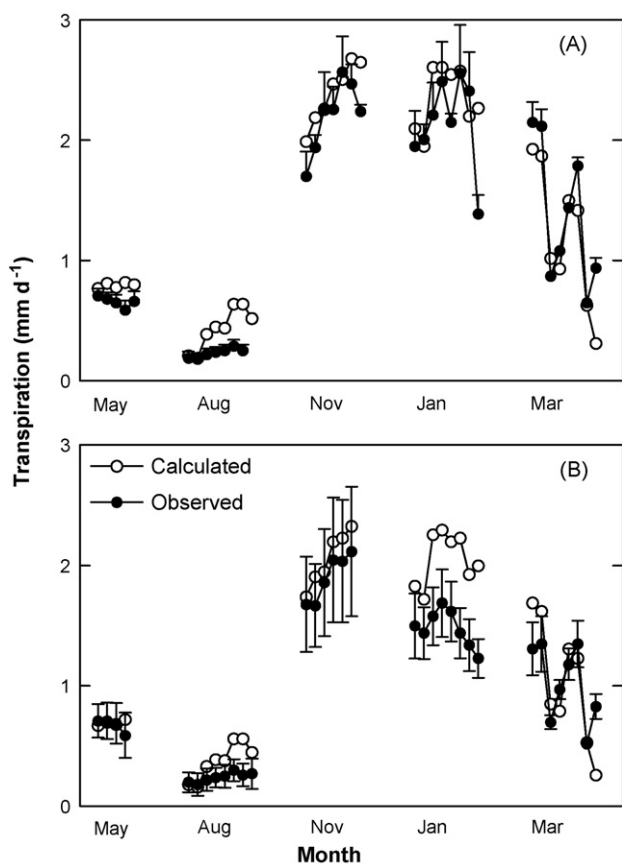 3
(A)
2
1
0
May Aug Nov Jan Mar
Transpiration (mm d⁻¹)
3
Calculated (B)
Observed
2
1
0
May Aug Nov Jan Mar
Month